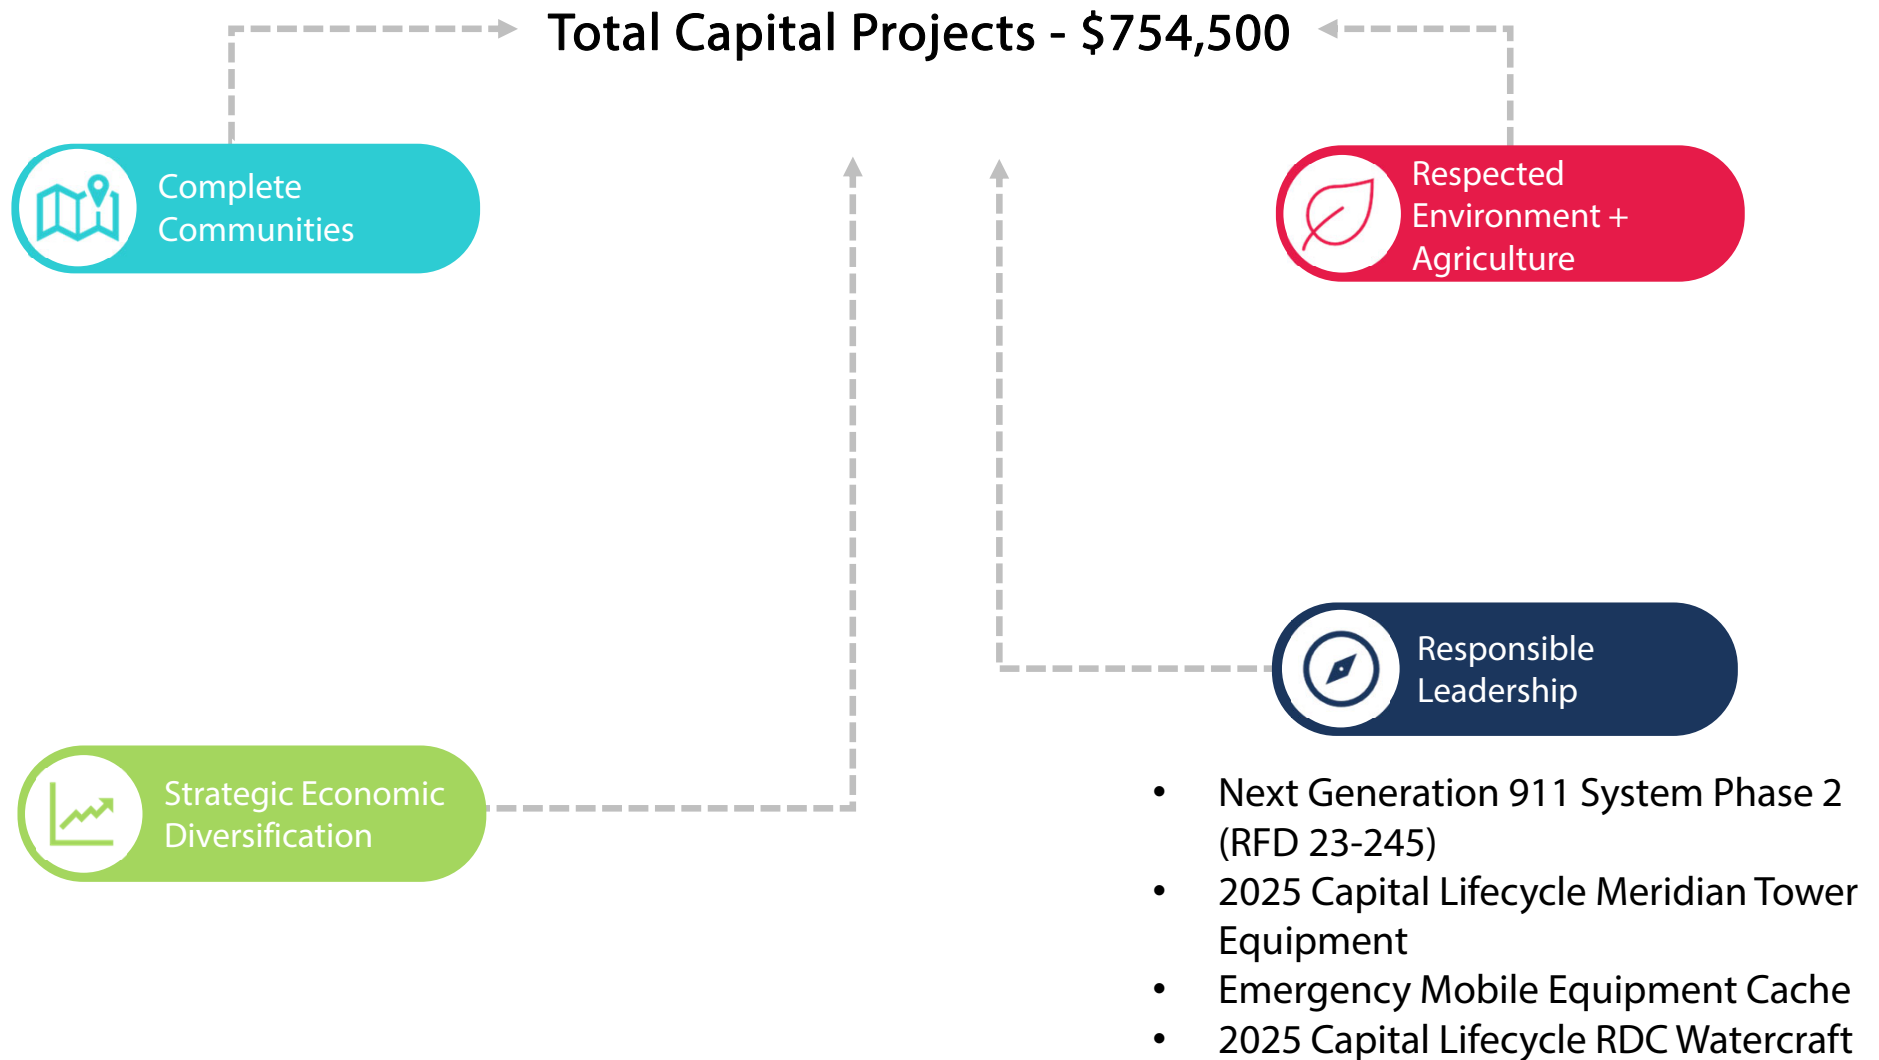 Total Capital Projects - $754,500
Complete
Communities
Respected
Environment +
Agriculture
Strategic Economic
Diversification
Responsible
Leadership
• Next Generation 911 System Phase 2
(RFD 23-245)
• 2025 Capital Lifecycle Meridian Tower
Equipment
• Emergency Mobile Equipment Cache
• 2025 Capital Lifecycle RDC Watercraft